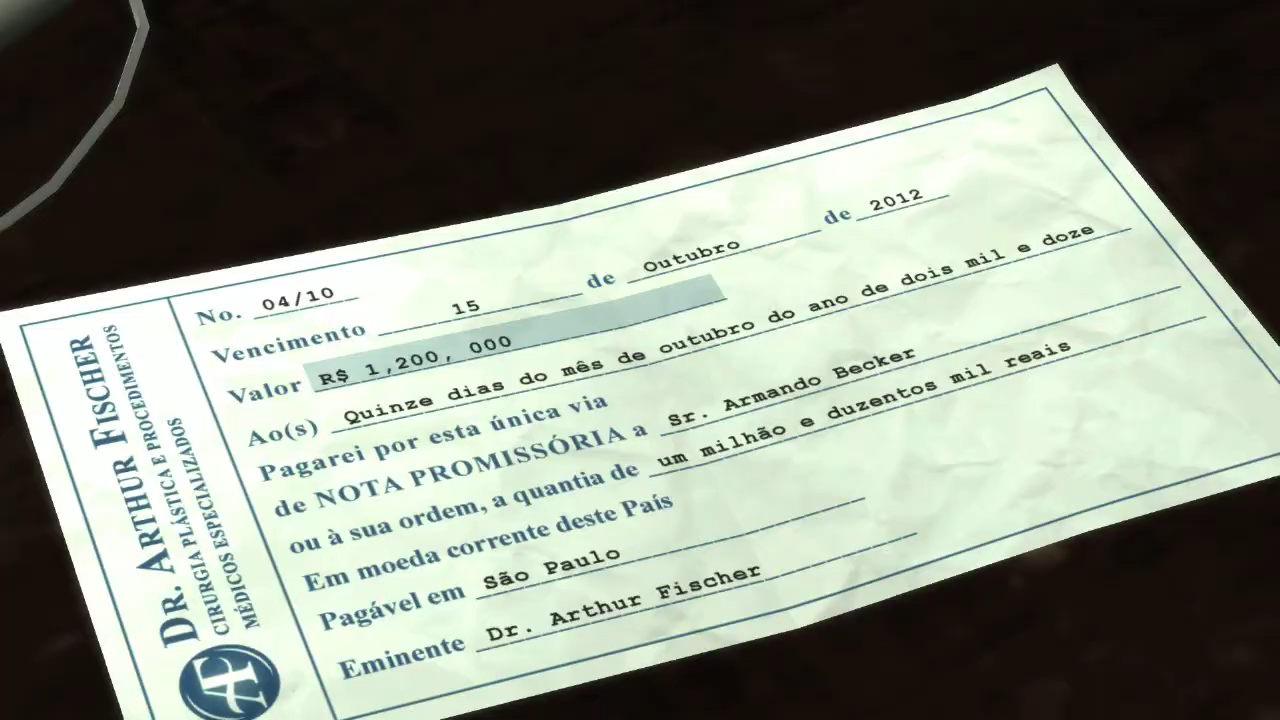 No. 04/10
Vencimento 15 de Outubro de 2012
Valor R$ 1,200, 000
Ao(s) Quinze dias do mês de outubro do ano de dois mil e doze
Pagarei por esta única via
de NOTA PROMISSÓRIA a Sr. Armando Becker
ou à sua ordem, a quantia de um milhão e duzentos mil reais
Em moeda corrente deste País
Pagável em São Paulo
Eminente Dr. Arthur Fischer
DR. ARTHUR FISCHER
CIRURGIA PLÁSTICA E PROCEDIMENTOS
MÉDICOS ESPECIALIZADOS
AF